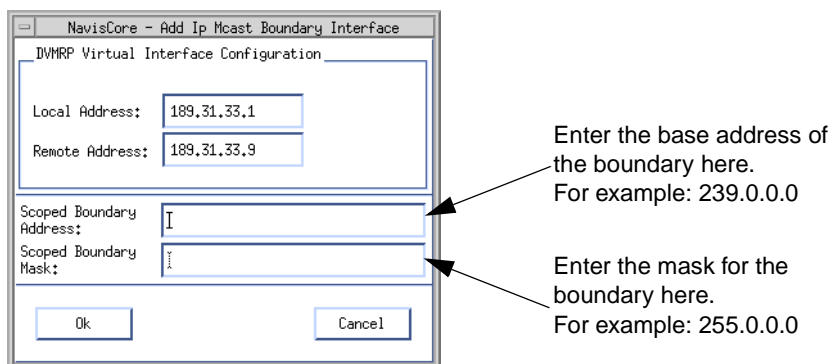 NavisCore - Add Ip Mcast Boundary Interface
DVMRP Virtual Interface Configuration
Local Address: 189.31.33.1
Remote Address: 189.31.33.9
Scoped Boundary
Address:
Scoped Boundary
Mask:
Ok Cancel
Enter the base address of
the boundary here.
For example: 239.0.0.0
Enter the mask for the
boundary here.
For example: 255.0.0.0